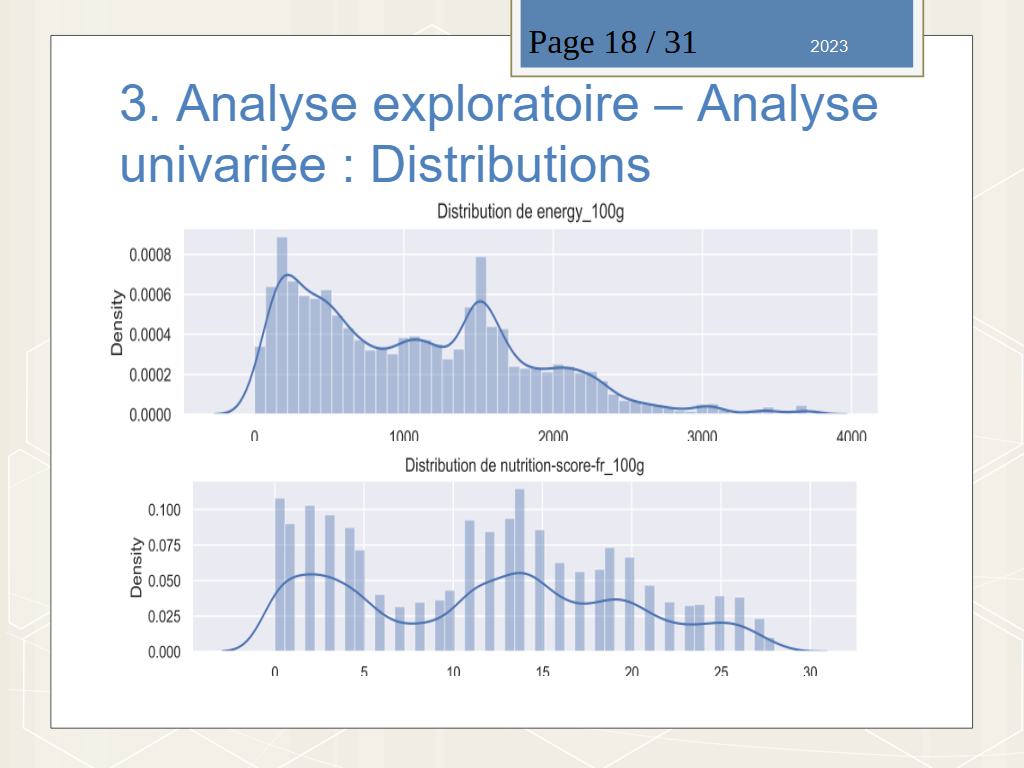 Page 18 / 31
2023
3. Analyse exploratoire – Analyse
univariée : Distributions
Distribution de energy_100g
Density
0.0008
0.0006
0.0004
0.0002
0.0000
0 1000 2000 3000 4000
Distribution de nutrition-score-fr_100g
Density
0.100
0.075
0.050
0.025
0.000
0 5 10 15 20 25 30